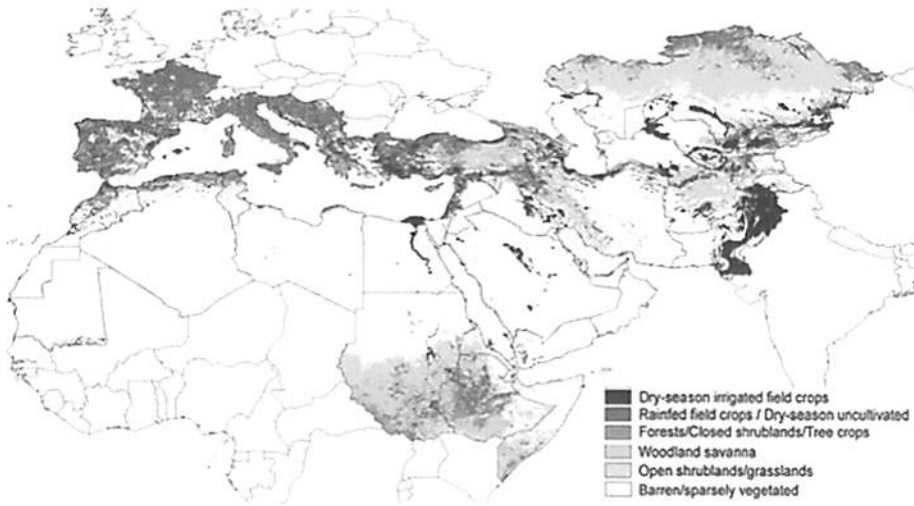 Dry-season irrigated field crops
Rainfed field crops / Dry-season uncultivated
Forests/Closed shrublands/Tree crops
Woodland savanna
Open shrublands/grasslands
Barren/sparsely vegetated